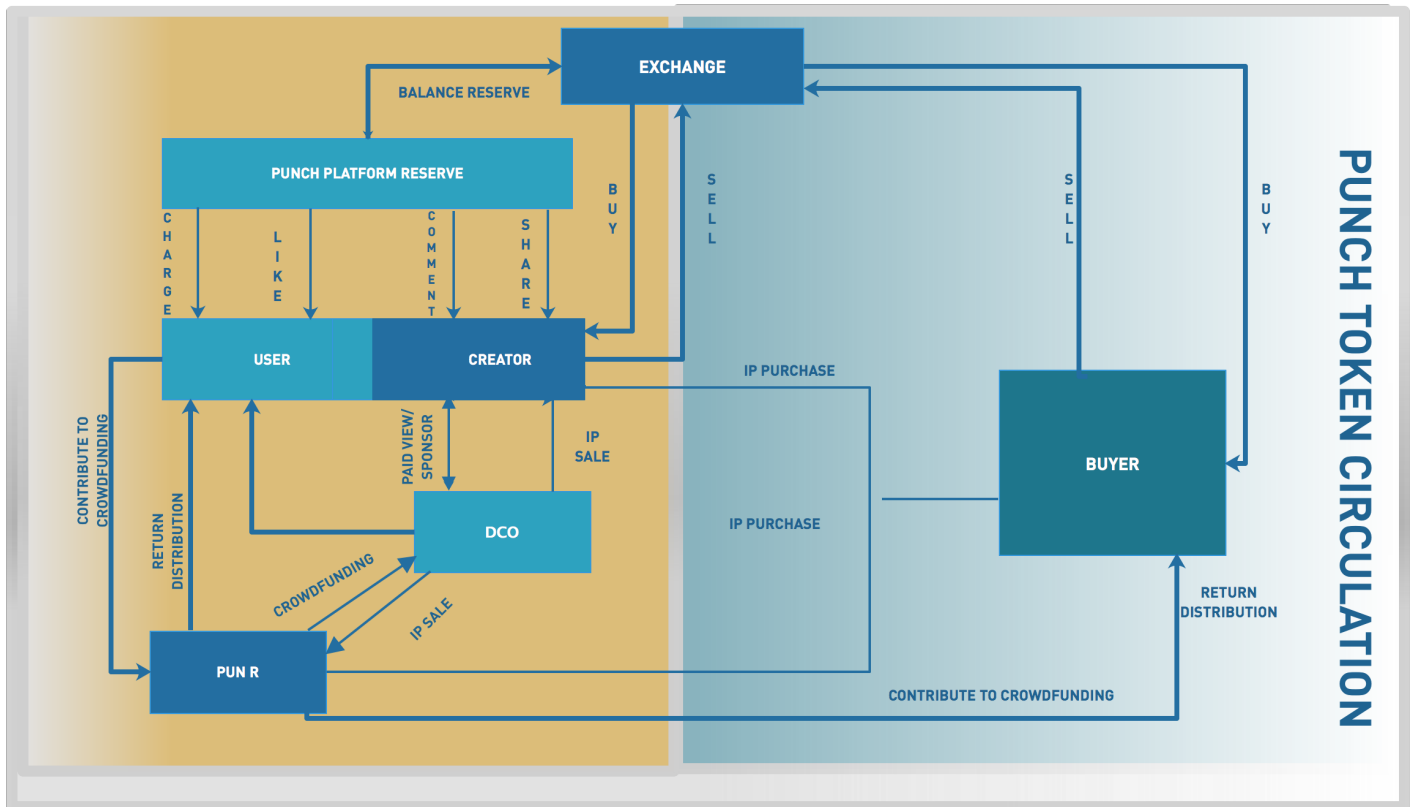 EXCHANGE
BALANCE RESERVE
PUNCH PLATFORM RESERVE
CHARGE
LIKE
COMMENT
SHARE
BUY
SELL
SELL
BUY
PUNCH TOKEN CIRCULATION
USER
CREATOR
IP PURCHASE
CONTRIBUTE TO
CROWDFUNDING
PAID VIEW/
SPONSOR
IP
SALE
BUYER
RETURN
DISTRIBUTION
DCO
IP PURCHASE
CROWDFUNDING
IP SALE
RETURN
DISTRIBUTION
PUN R
CONTRIBUTE TO CROWDFUNDING